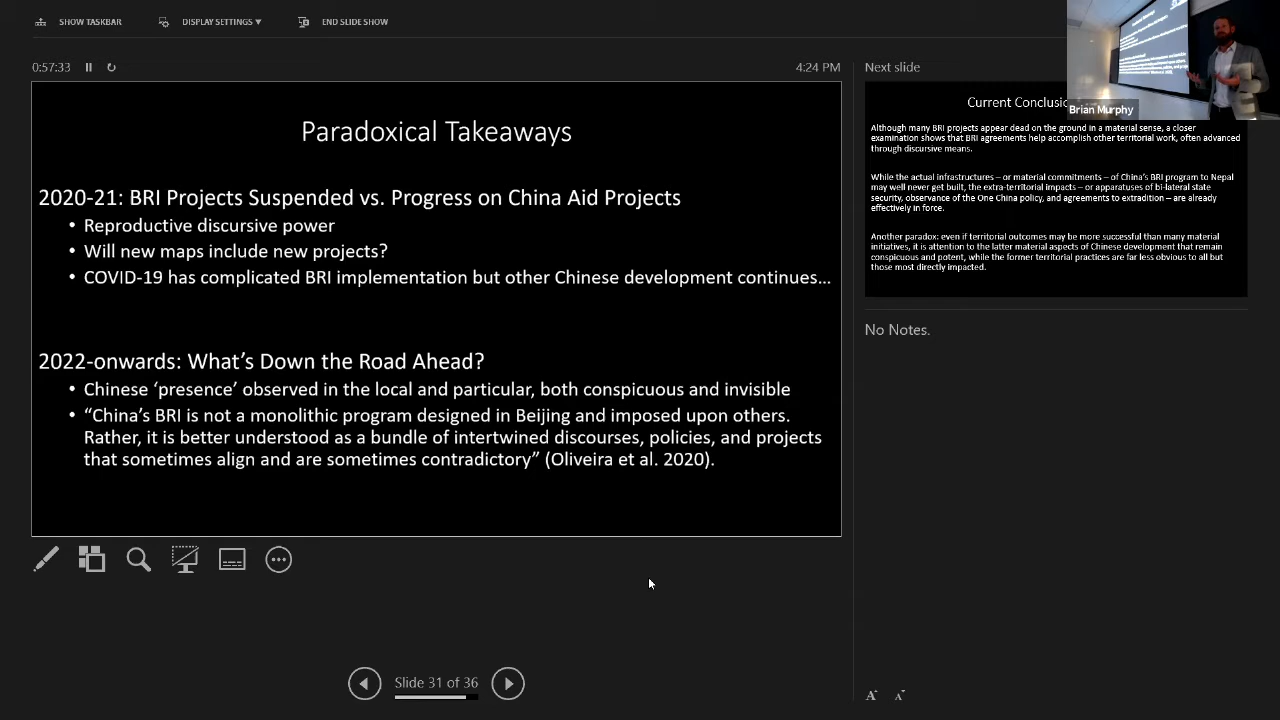 SHOW TASKBAR
DISPLAY SETTINGS ▼
END SLIDE SHOW
0:57:33
4:24 PM
Paradoxical Takeaways
2020-21: BRI Projects Suspended vs. Progress on China Aid Projects
• Reproductive discursive power
• Will new maps include new projects?
• COVID-19 has complicated BRI implementation but other Chinese development continues…
2022-onwards: What’s Down the Road Ahead?
• Chinese ‘presence’ observed in the local and particular, both conspicuous and invisible
• “China’s BRI is not a monolithic program designed in Beijing and imposed upon others.
Rather, it is better understood as a bundle of intertwined discourses, policies, and projects
that sometimes align and are sometimes contradictory” (Oliveira et al. 2020).
Slide 31 of 36
Next slide
Brian Murphy
Current
Although many BRI projects appear dead on the ground in a material sense, a closer
examination shows that BRI agreements help accomplish other territorial work, often advanced
through discursive means.
While the actual infrastructures – or material commitments – of China’s BRI program to Nepal
may well never get built, the extra-territorial impacts – or apparatuses of bi-lateral state
security, observance of the One China policy, and agreements to extradition – are already
effectively in force.
Another paradox: even if territorial outcomes may be more successful than many material
initiatives, it is attention to the latter material aspects of Chinese development that remain
conspicuous and potent, while the former territorial practices are far less obvious to all but
those most directly impacted.
No Notes.
A A